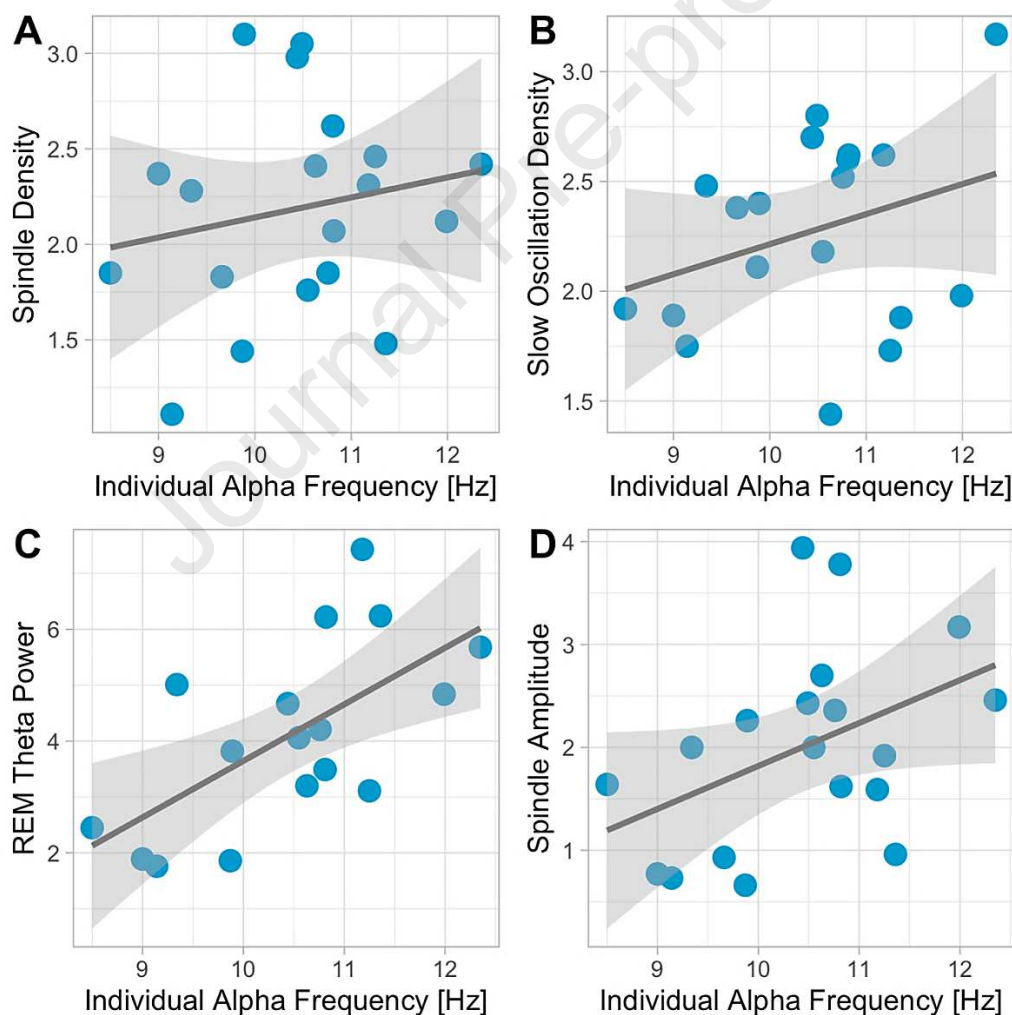 A
Spindle Density
3.0
2.5
2.0
1.5
9 10 11 12
Individual Alpha Frequency [Hz]
B
Slow Oscillation Density
3.0
2.5
2.0
1.5
9 10 11 12
Individual Alpha Frequency [Hz]
C
REM Theta Power
6
4
2
9 10 11 12
Individual Alpha Frequency [Hz]
D
Spindle Amplitude
4
3
2
1
9 10 11 12
Individual Alpha Frequency [Hz]
Journal Pre-pro